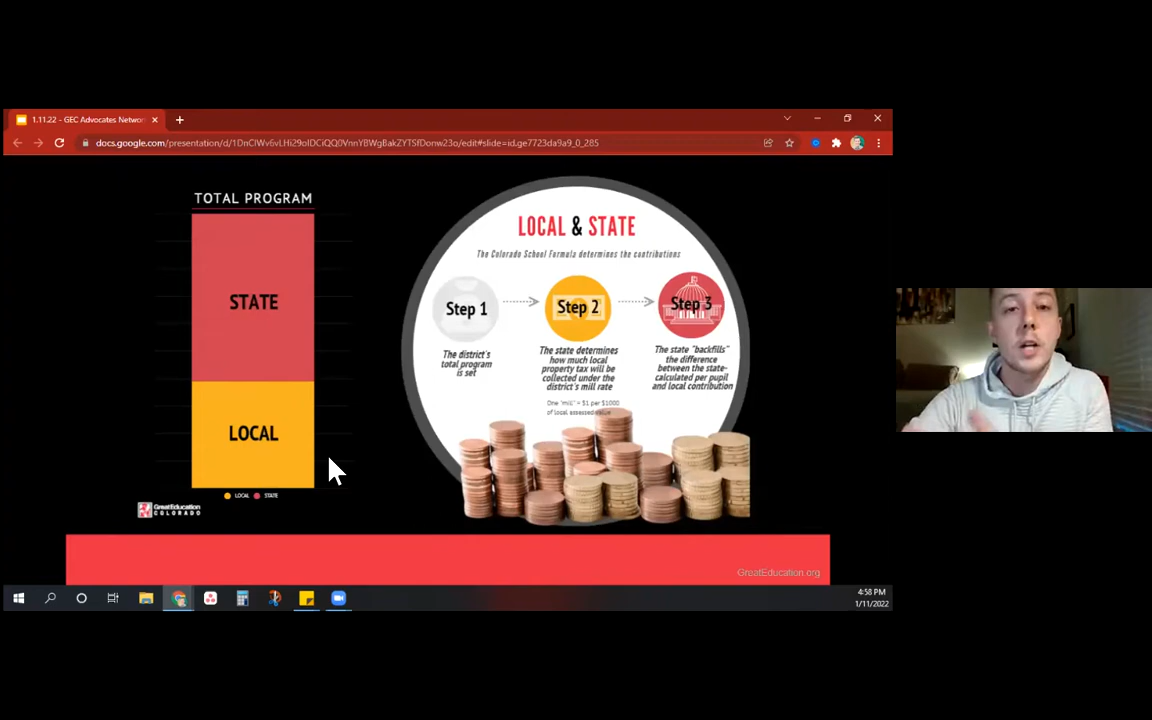 1.11.22 - GEC Advocates Networ
docs.google.com/presentation/d/1DnClWv6vLHi29oIDCiQQ0VnnYBWgBakZYTSfDonw23o/edit#slide=id.ge7723da9a9_0_285
TOTAL PROGRAM
STATE
LOCAL
LOCAL STATE
GreatEducation
COLORADO
LOCAL & STATE
The Colorado School Formula determines the contributions
Step 1
The district's
total program
is set
Step 2
The state determines
how much local
property tax will be
collected under the
district's mill rate
One "mill" = $1 per $1000
of local assessed value
Step 3
The state "backfills"
the difference
between the state-
calculated per pupil
and local contribution
GreatEducation.org
4:58 PM
1/11/2022